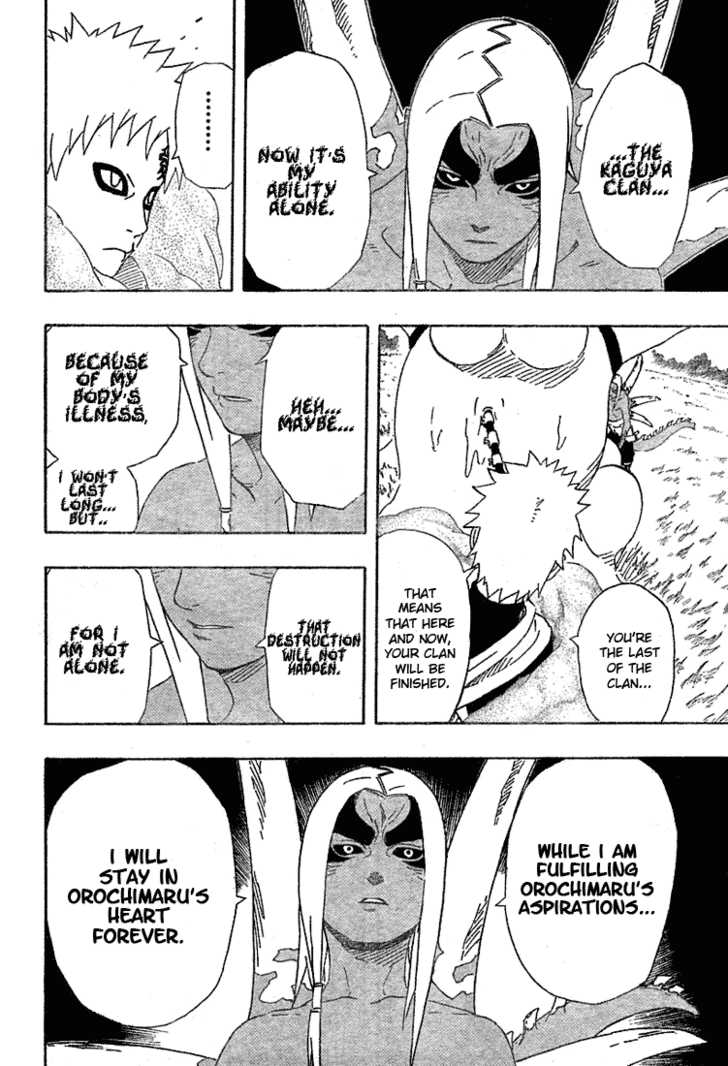 ...THE
KAGUYA
CLAN...
NOW IT'S
MY
ABILITY
ALONE.
.........
YOU'RE
THE LAST
OF THE
CLAN...
THAT
MEANS
THAT HERE
AND NOW,
YOUR CLAN
WILL BE
FINISHED.
HEH...
MAYBE...
BECAUSE
OF MY
BODY'S
ILLNESS,
I WON'T
LAST
LONG...
BUT..
THAT
DESTRUCTION
WILL NOT
HAPPEN.
FOR I
AM NOT
ALONE.
WHILE I AM
FULFILLING
OROCHIMARU'S
ASPIRATIONS...
I WILL
STAY IN
OROCHIMARU'S
HEART
FOREVER.